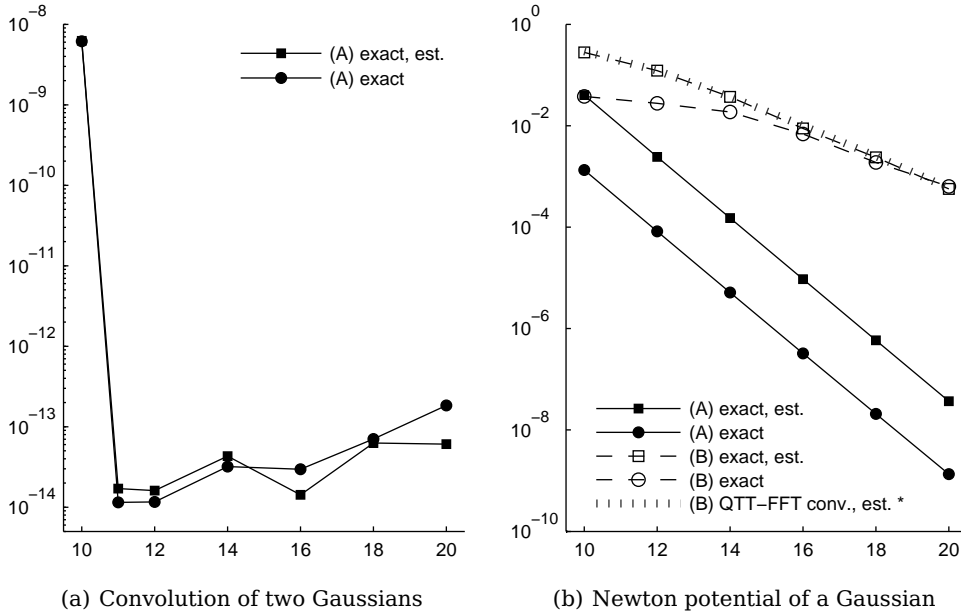 10−8
10−9
10−10
10−11
10−12
10−13
10−14
10 12 14 16 18 20
(A) exact, est.
(A) exact
(a) Convolution of two Gaussians
100
10−2
10−4
10−6
10−8
10−10
10 12 14 16 18 20
(A) exact, est.
(A) exact
(B) exact, est.
(B) exact
(B) QTT−FFT conv., est. *
(b) Newton potential of a Gaussian